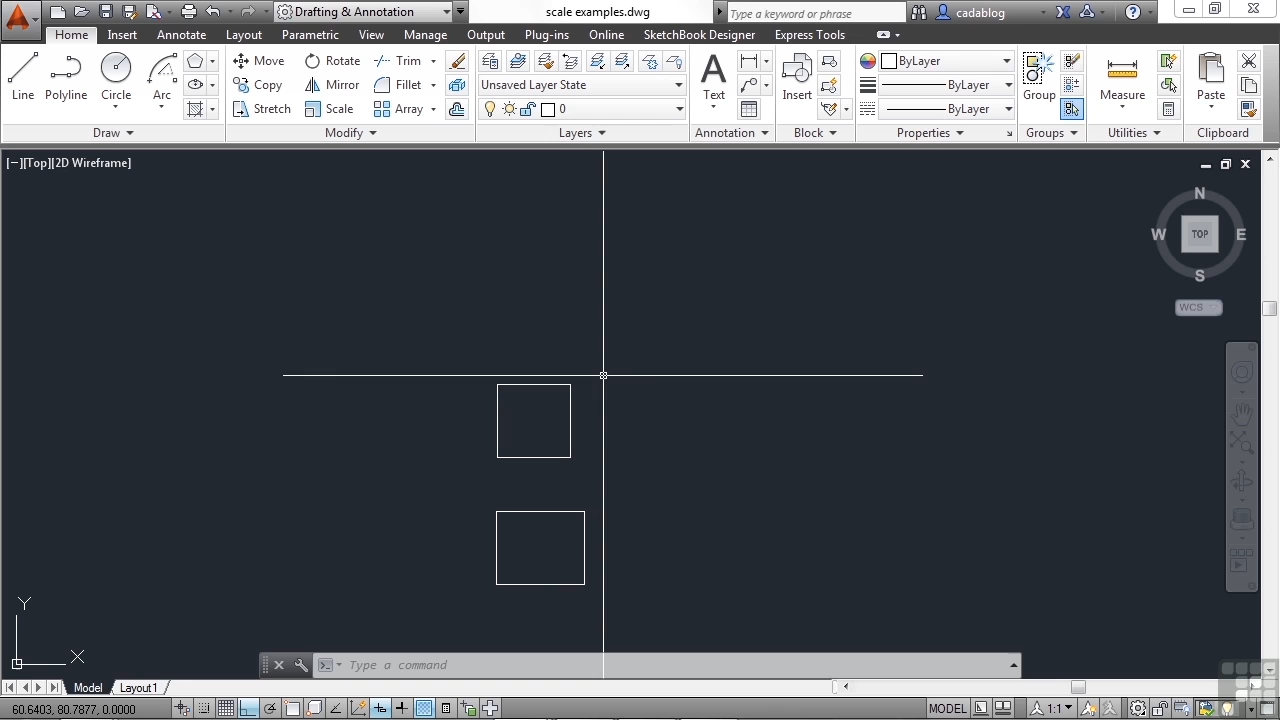 Drafting & Annotation
scale examples.dwg
Type a keyword or phrase
cadablog
Home Insert Annotate Layout Parametric View Manage Output Plug-ins Online SketchBook Designer Express Tools
Line Polyline Circle Arc
Move Rotate Trim
Copy Mirror Fillet
Stretch Scale Array
Unsaved Layer State
0
Text
Insert
ByLayer
ByLayer
ByLayer
Group
Measure
Paste
Draw Modify Layers Annotation Block Properties Groups Utilities Clipboard
[−][Top][2D Wireframe]
N
W TOP E
S
WCS
Y
X
Type a command
Model Layout1
60.6403, 80.7877, 0.0000
MODEL
1:1